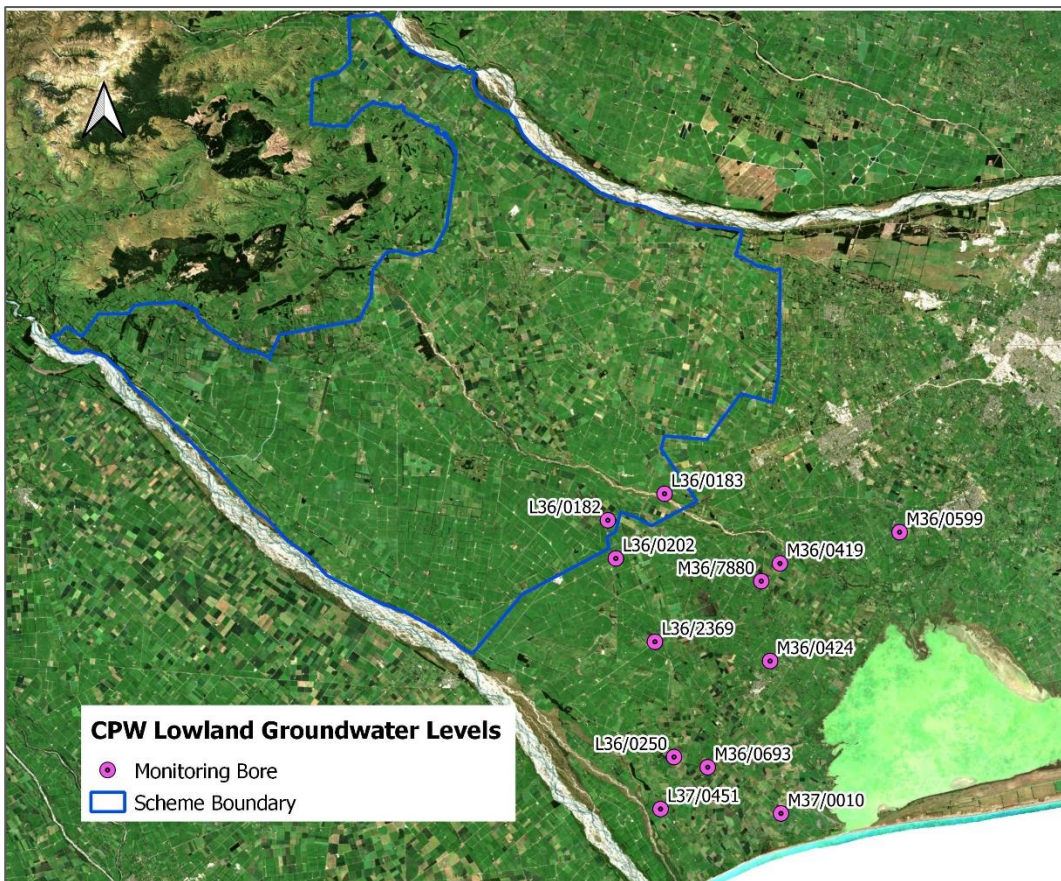 L36/0183
L36/0182
M36/0599
L36/0202
M36/0419
M36/7880
L36/2369
M36/0424
CPW Lowland Groundwater Levels
L36/0250
M36/0693
Monitoring Bore
L37/0451
M37/0010
Scheme Boundary